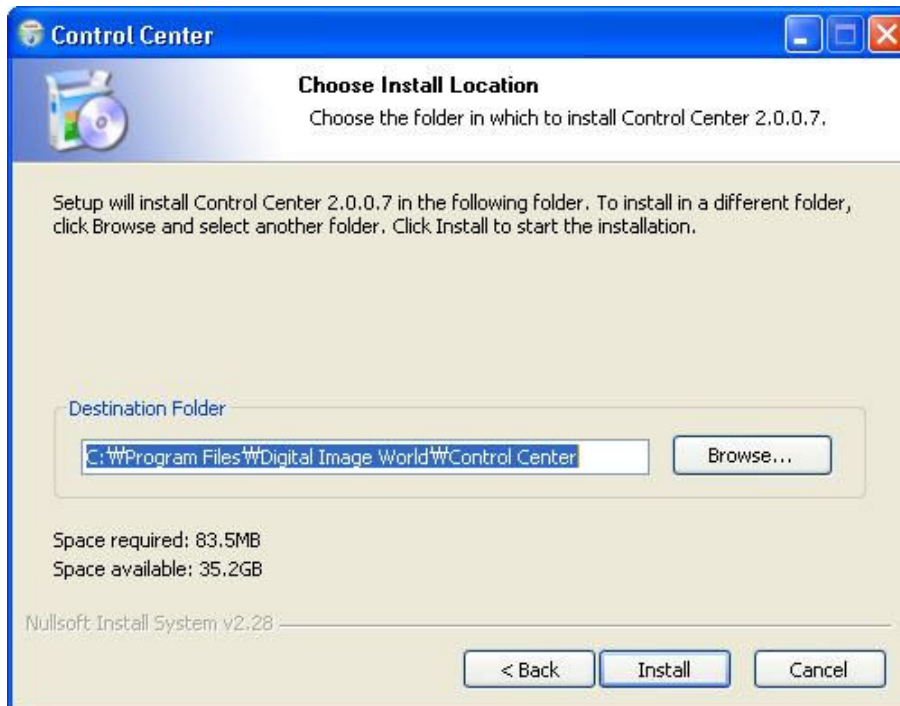 Control Center
Choose Install Location
Choose the folder in which to install Control Center 2.0.0.7.
Setup will install Control Center 2.0.0.7 in the following folder. To install in a different folder,
click Browse and select another folder. Click Install to start the installation.
Destination Folder
C:₩Program Files₩Digital Image World₩Control Center
Browse...
Space required: 83.5MB
Space available: 35.2GB
Nullsoft Install System v2.28
< Back
Install
Cancel